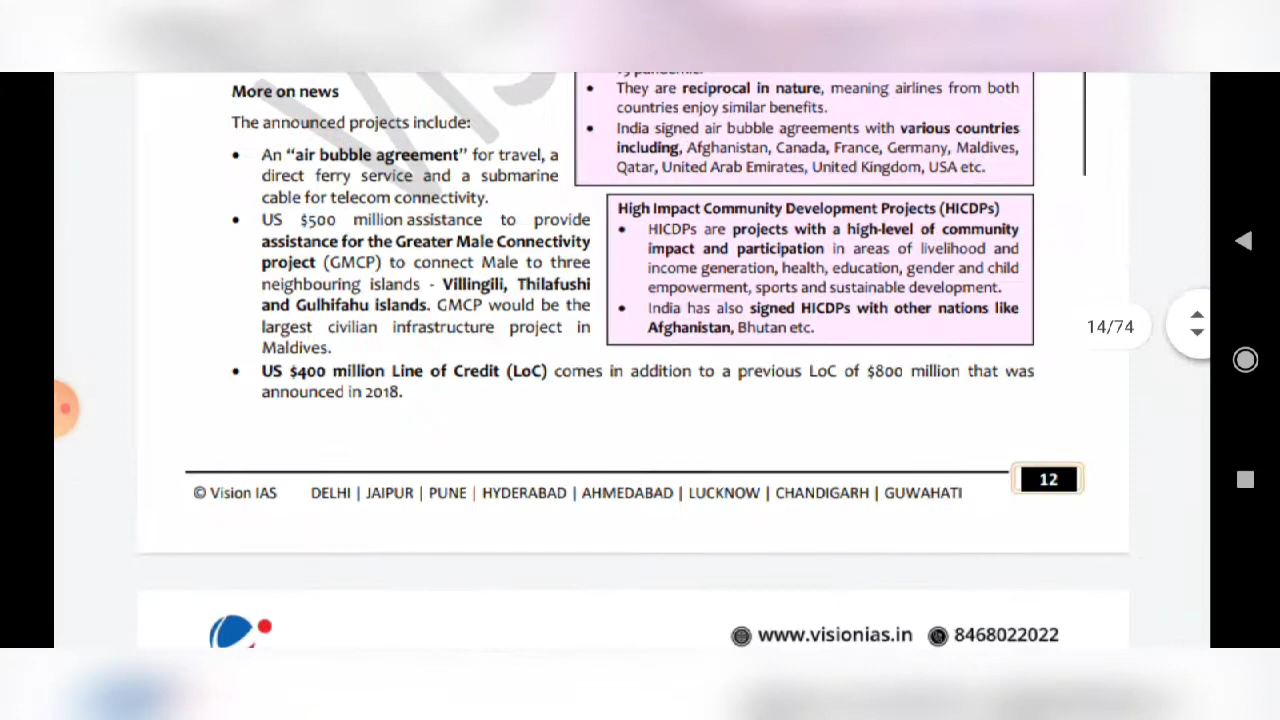 They are reciprocal in nature, meaning airlines from both
countries enjoy similar benefits.
India signed air bubble agreements with various countries
including, Afghanistan, Canada, France, Germany, Maldives,
Qatar, United Arab Emirates, United Kingdom, USA etc.
More on news
The announced projects include:
• An “air bubble agreement” for travel, a
direct ferry service and a submarine
cable for telecom connectivity.
• US $500 million assistance to provide
assistance for the Greater Male Connectivity
project (GMCP) to connect Male to three
neighbouring islands - Villingili, Thilafushi
and Gulhifahu islands. GMCP would be the
largest civilian infrastructure project in
Maldives.
High Impact Community Development Projects (HICDPs)
• HICDPs are projects with a high-level of community
impact and participation in areas of livelihood and
income generation, health, education, gender and child
empowerment, sports and sustainable development.
• India has also signed HICDPs with other nations like
Afghanistan, Bhutan etc.
• US $400 million Line of Credit (LoC) comes in addition to a previous LoC of $800 million that was
announced in 2018.
14/74
© Vision IAS DELHI | JAIPUR | PUNE | HYDERABAD | AHMEDABAD | LUCKNOW | CHANDIGARH | GUWAHATI
12
www.visionias.in 8468022022